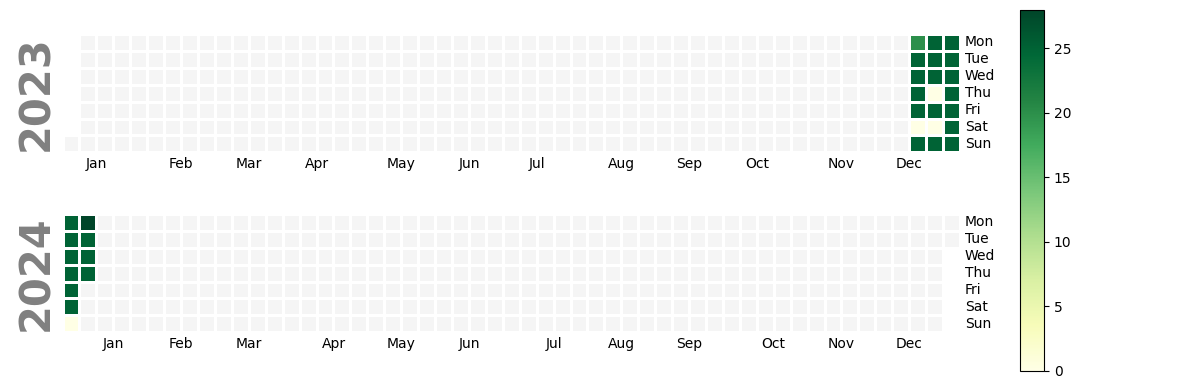 2023
Mon
Tue
Wed
Thu
Fri
Sat
Sun
Jan Feb Mar Apr May Jun Jul Aug Sep Oct Nov Dec
2024
Mon
Tue
Wed
Thu
Fri
Sat
Sun
Jan Feb Mar Apr May Jun Jul Aug Sep Oct Nov Dec
25
20
15
10
5
0